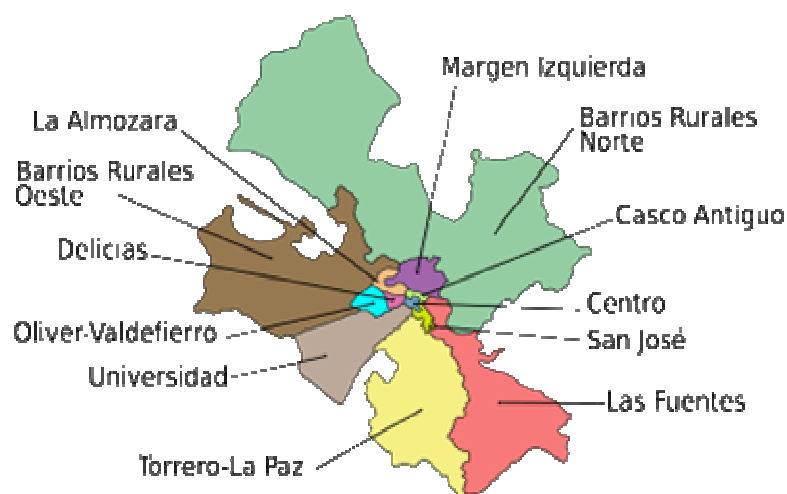 Margen Izquierda
La Almozara
Barrios Rurales
Norte
Barrios Rurales
Oeste
Casco Antiguo
Delicias
Centro
Oliver-Valdefierro
San José
Universidad
Las Fuentes
Torrero-La Paz